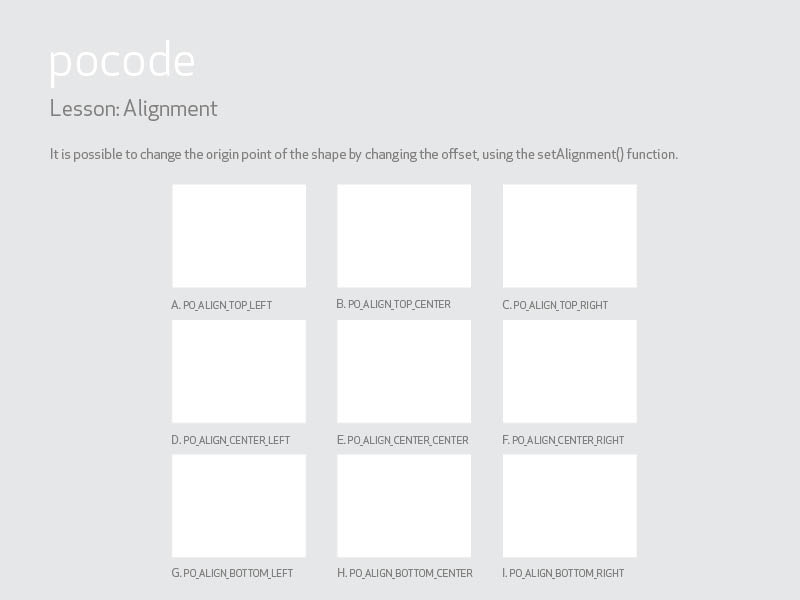 pocode
Lesson: Alignment
It is possible to change the origin point of the shape by changing the offset, using the setAlignment() function.
A. PO_ALIGN_TOP_LEFT
B. PO_ALIGN_TOP_CENTER
C. PO_ALIGN_TOP_RIGHT
D. PO_ALIGN_CENTER_LEFT
E. PO_ALIGN_CENTER_CENTER
F. PO_ALIGN_CENTER_RIGHT
G. PO_ALIGN_BOTTOM_LEFT
H. PO_ALIGN_BOTTOM_CENTER
I. PO_ALIGN_BOTTOM_RIGHT